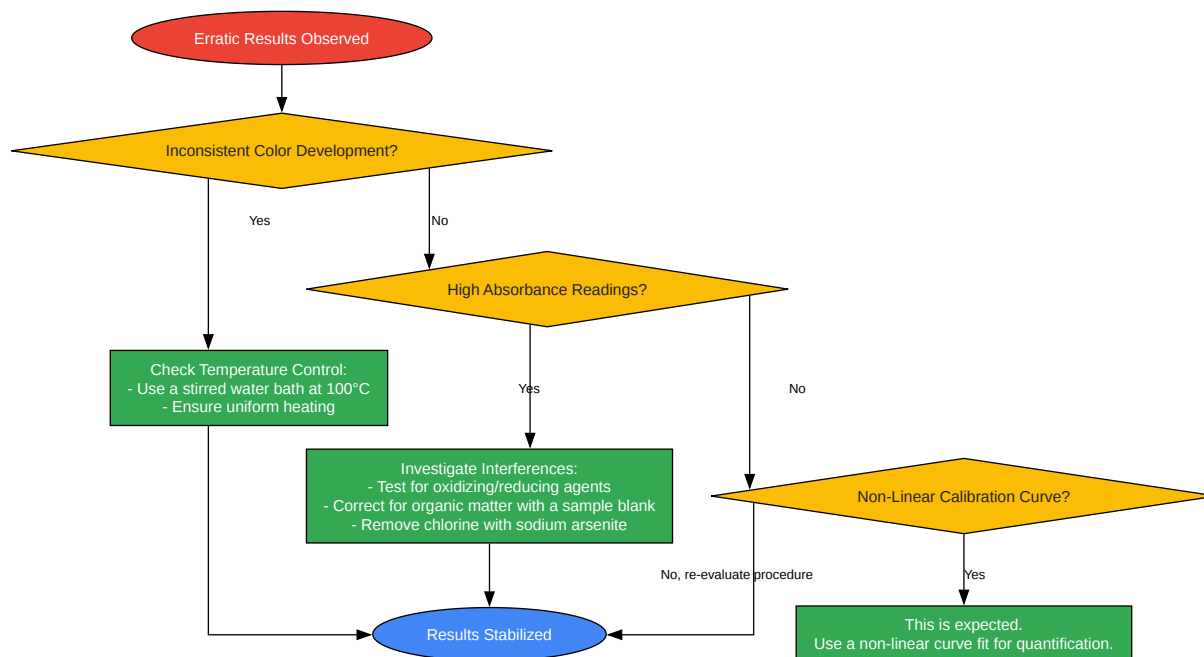 Erratic Results Observed
Inconsistent Color Development?
Yes
No
High Absorbance Readings?
Check Temperature Control:
- Use a stirred water bath at 100°C
- Ensure uniform heating
Yes
No
Investigate Interferences:
- Test for oxidizing/reducing agents
- Correct for organic matter with a sample blank
- Remove chlorine with sodium arsenite
Non-Linear Calibration Curve?
No, re-evaluate procedure
Yes
Results Stabilized
This is expected.
Use a non-linear curve fit for quantification.